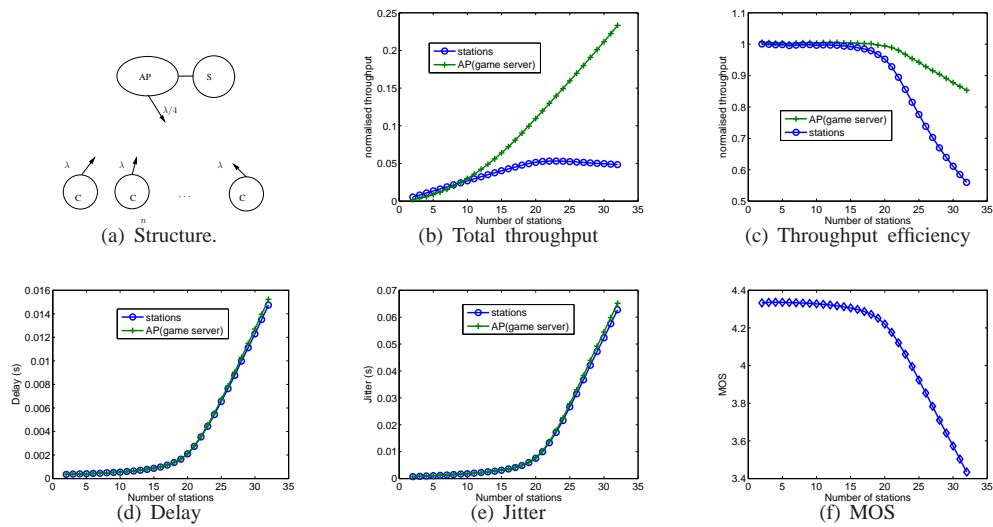 AP
S
λ/4
λ
λ
λ
C
C
. . .
C
n
(a) Structure.
0.25
0.20
0.15
0.10
0.05
0
0
5
10
15
20
25
30
35
normalised throughput
Number of stations
stations
AP(game server)
(b) Total throughput
1.1
1
0.9
0.8
0.7
0.6
0.5
0
5
10
15
20
25
30
35
normalised throughput
Number of stations
AP(game server)
stations
(c) Throughput efficiency
0.016
0.014
0.012
0.010
0.008
0.006
0.004
0.002
0
0
5
10
15
20
25
30
35
Delay (s)
Number of stations
stations
AP(game server)
(d) Delay
0.07
0.06
0.05
0.04
0.03
0.02
0.01
0
0
5
10
15
20
25
30
35
Jitter (s)
Number of stations
stations
AP(game server)
(e) Jitter
4.4
4.2
4
3.8
3.6
3.4
0
5
10
15
20
25
30
35
MOS
Number of stations
(f) MOS